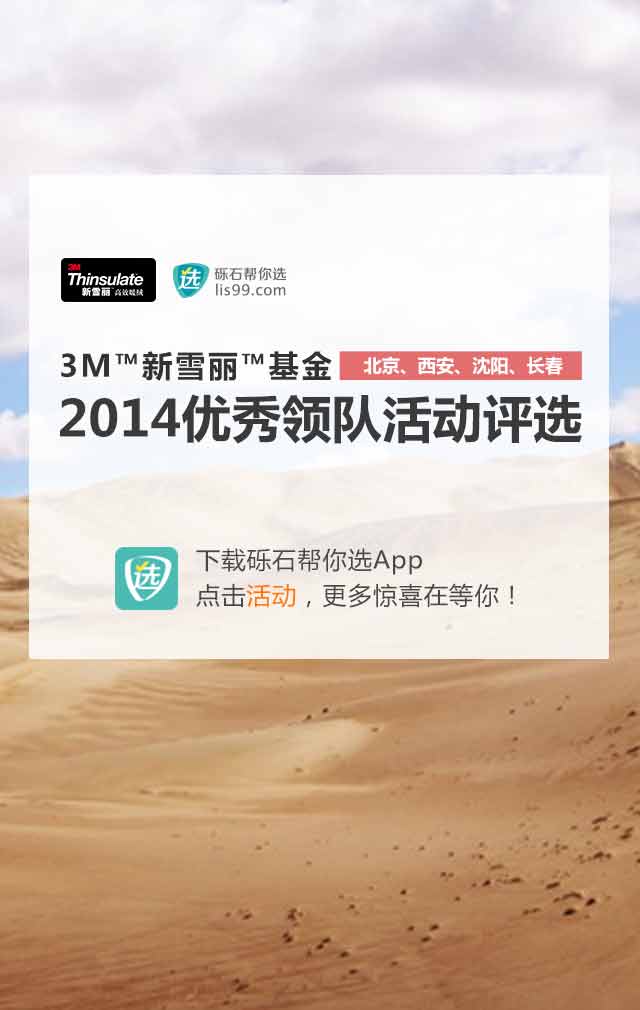 3M
Thinsulate
新雪丽 高效暖绒
选
砾石帮你选
lis99.com
3M™新雪丽™基金
北京、西安、沈阳、长春
2014优秀领队活动评选
选
下载砾石帮你选App
点击活动，更多惊喜在等你！